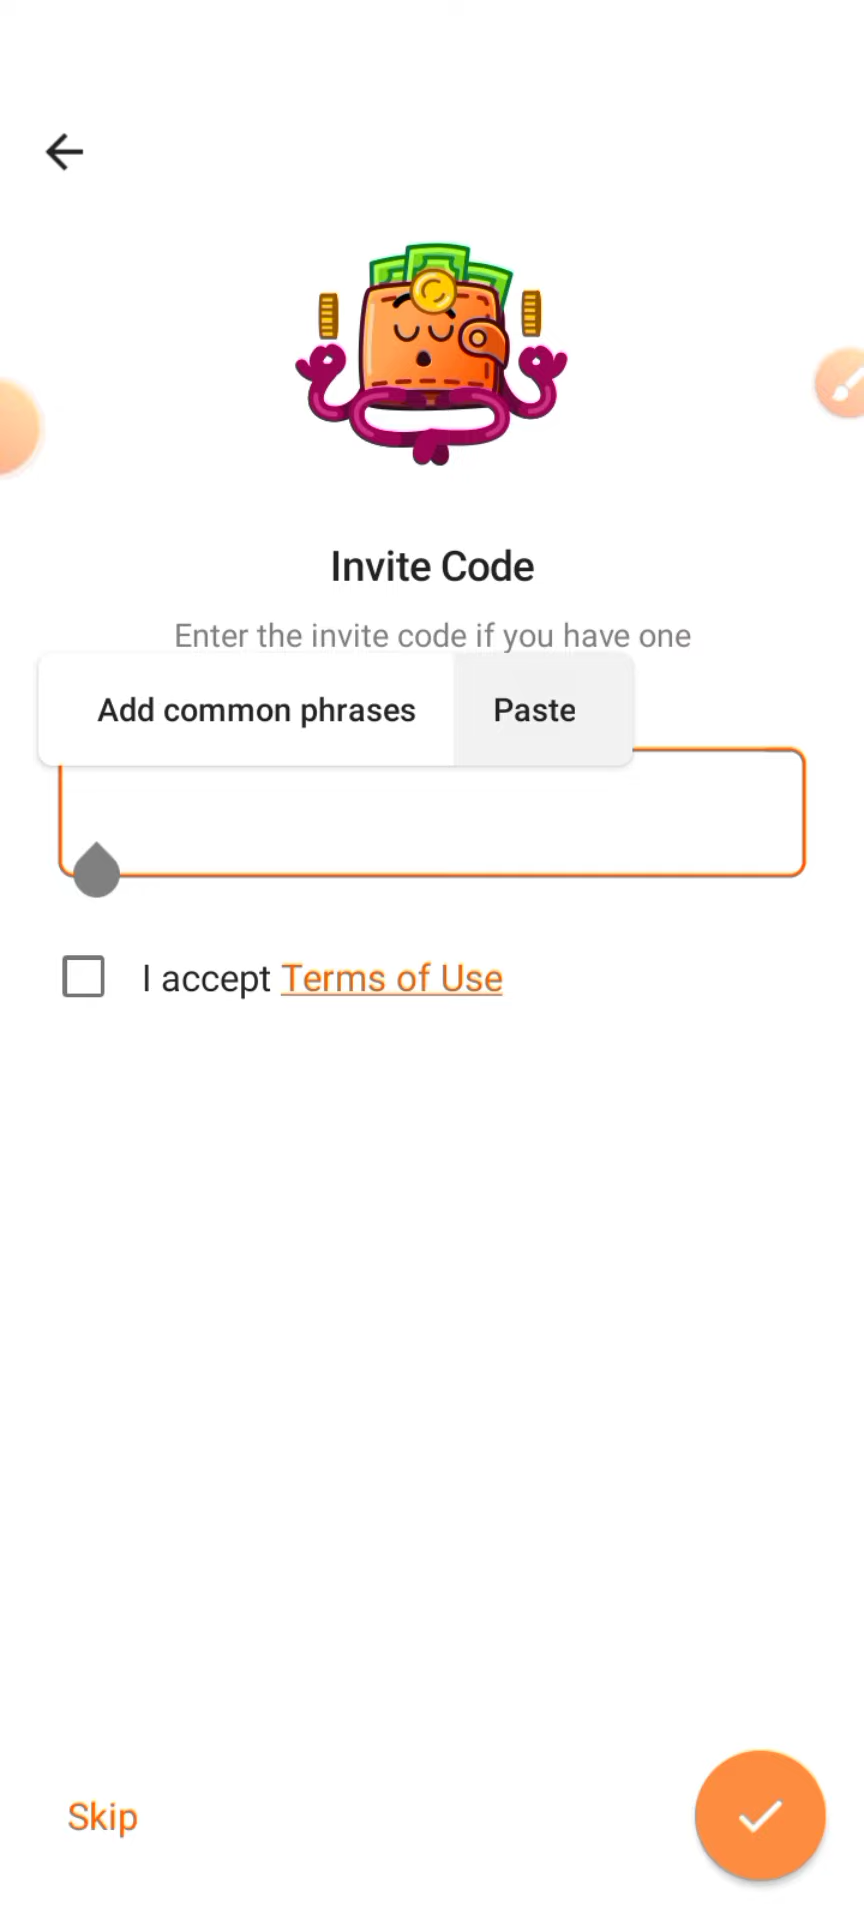 Invite Code
Enter the invite code if you have one
Add common phrases Paste
I accept Terms of Use
Skip